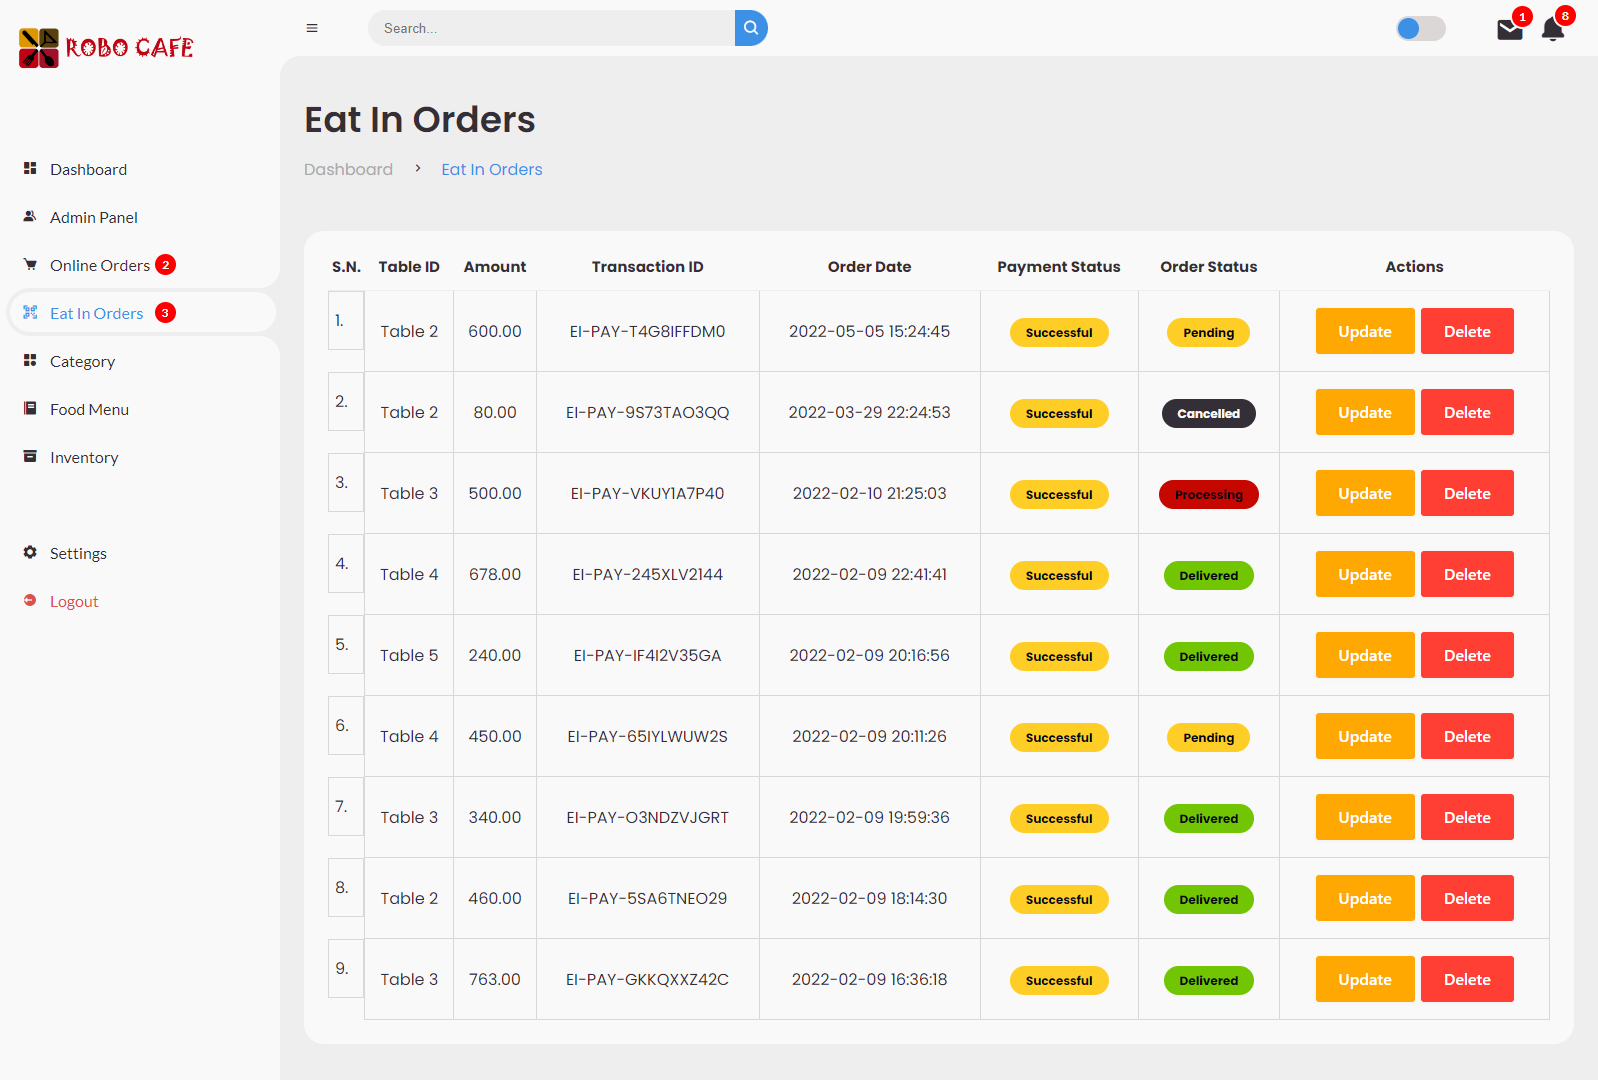 ROBO CAFE
Search...
1
8
Dashboard
Admin Panel
Online Orders 2
Eat In Orders 3
Category
Food Menu
Inventory
Settings
Logout
Eat In Orders
Dashboard > Eat In Orders
S.N. Table ID Amount Transaction ID Order Date Payment Status Order Status Actions
1. Table 2 600.00 EI-PAY-T4G8IFFDM0 2022-05-05 15:24:45 Successful Pending Update Delete
2. Table 2 80.00 EI-PAY-9S73TAO3QQ 2022-03-29 22:24:53 Successful Cancelled Update Delete
3. Table 3 500.00 EI-PAY-VKUY1A7P40 2022-02-10 21:25:03 Successful Processing Update Delete
4. Table 4 678.00 EI-PAY-245XLV2144 2022-02-09 22:41:41 Successful Delivered Update Delete
5. Table 5 240.00 EI-PAY-IF4I2V35GA 2022-02-09 20:16:56 Successful Delivered Update Delete
6. Table 4 450.00 EI-PAY-65IYLWUW2S 2022-02-09 20:11:26 Successful Pending Update Delete
7. Table 3 340.00 EI-PAY-O3NDZVJGRT 2022-02-09 19:59:36 Successful Delivered Update Delete
8. Table 2 460.00 EI-PAY-5SA6TNEO29 2022-02-09 18:14:30 Successful Delivered Update Delete
9. Table 3 763.00 EI-PAY-GKKQXXZ42C 2022-02-09 16:36:18 Successful Delivered Update Delete